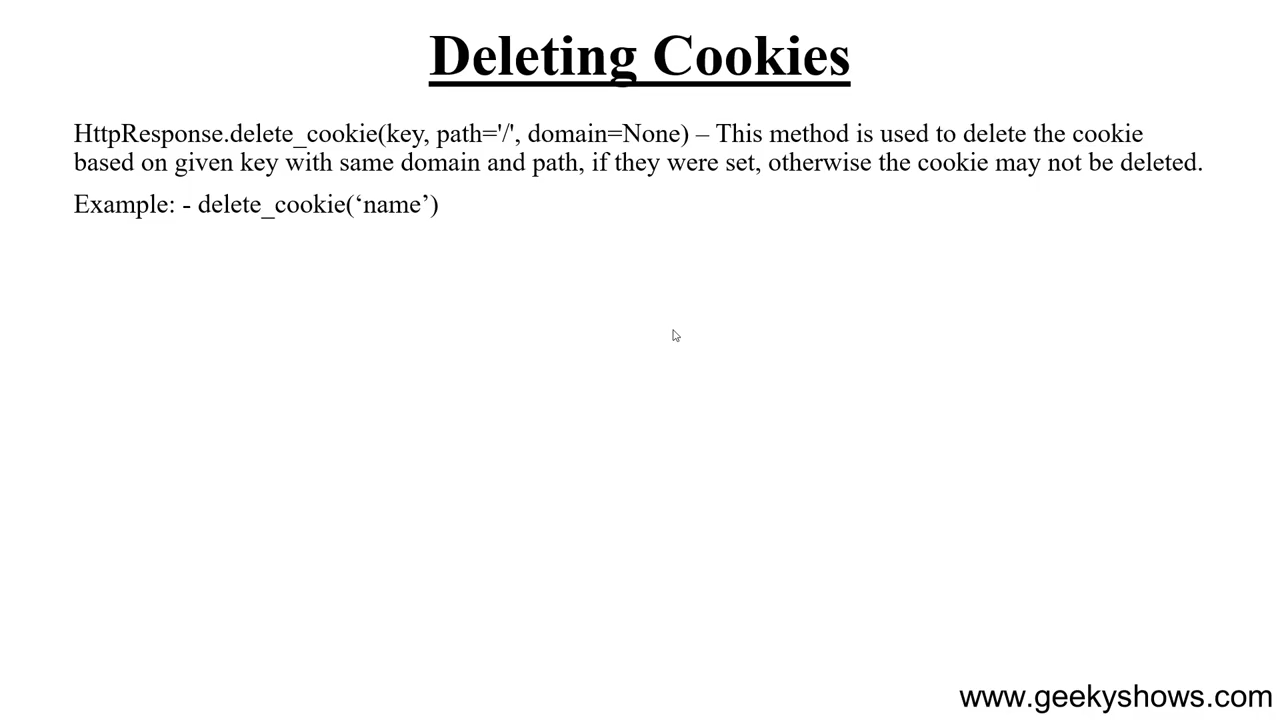 Deleting Cookies
HttpResponse.delete_cookie(key, path='/', domain=None) – This method is used to delete the cookie
based on given key with same domain and path, if they were set, otherwise the cookie may not be deleted.
Example: - delete_cookie(‘name’)
www.geekyshows.com